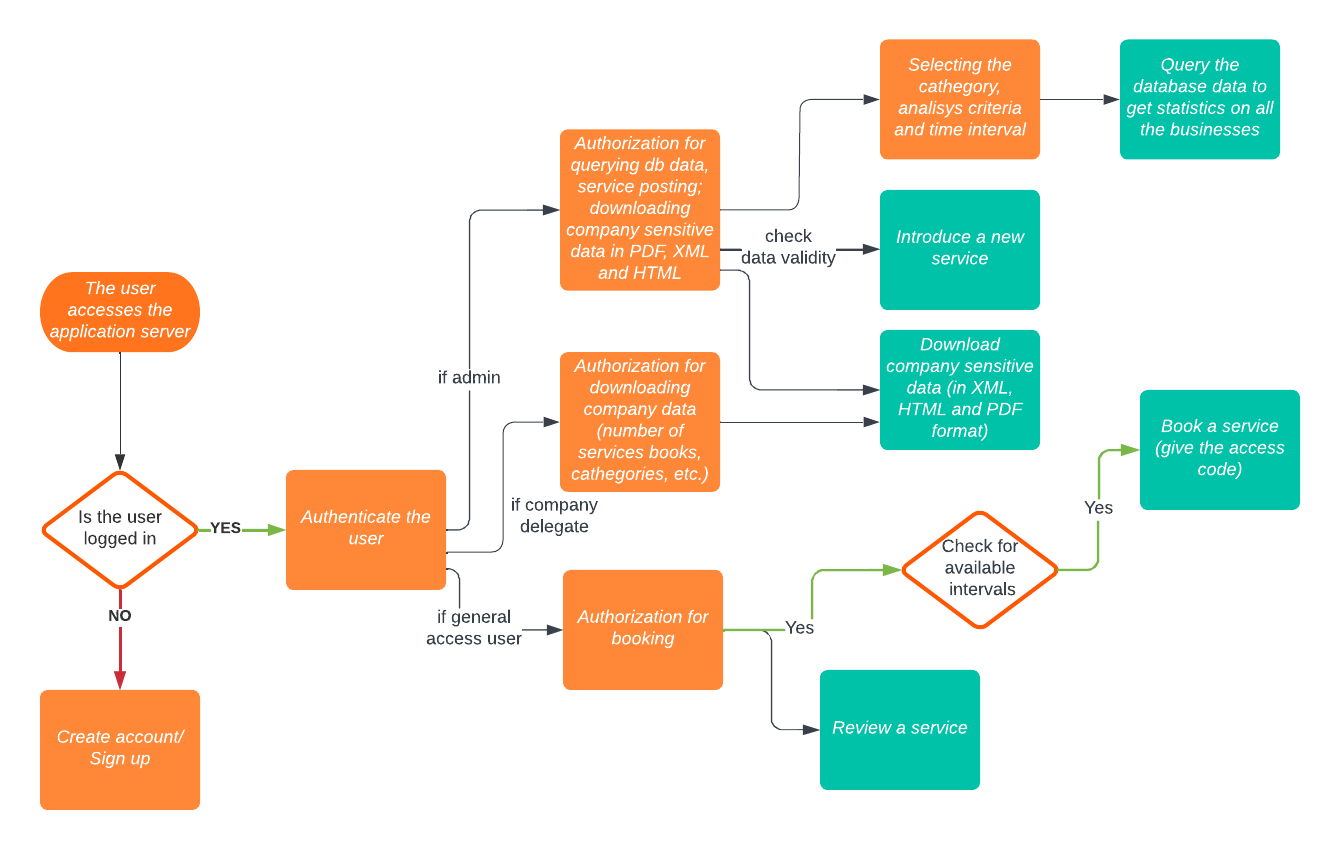 The user
accesses the
application server
Is the user
logged in
YES
NO
Create account/
Sign up
Authenticate the
user
if admin
if company
delegate
if general
access user
Authorization for
querying db data,
service posting;
downloading
company sensitive
data in PDF, XML
and HTML
check
data validity
Selecting the
cathegory,
analisys criteria
and time interval
Query the
database data to
get statistics on all
the businesses
Introduce a new
service
Authorization for
downloading
company data
(number of
services books,
cathegories, etc.)
Download
company sensitive
data (in XML,
HTML and PDF
format)
Authorization for
booking
Yes
Check for
available
intervals
Yes
Book a service
(give the access
code)
Review a service